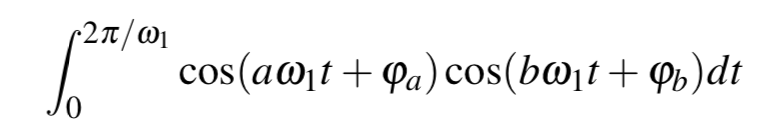 ∫₀^{2π/ω₁} cos(aω₁t + φₐ) cos(bω₁t + φ_b)dt